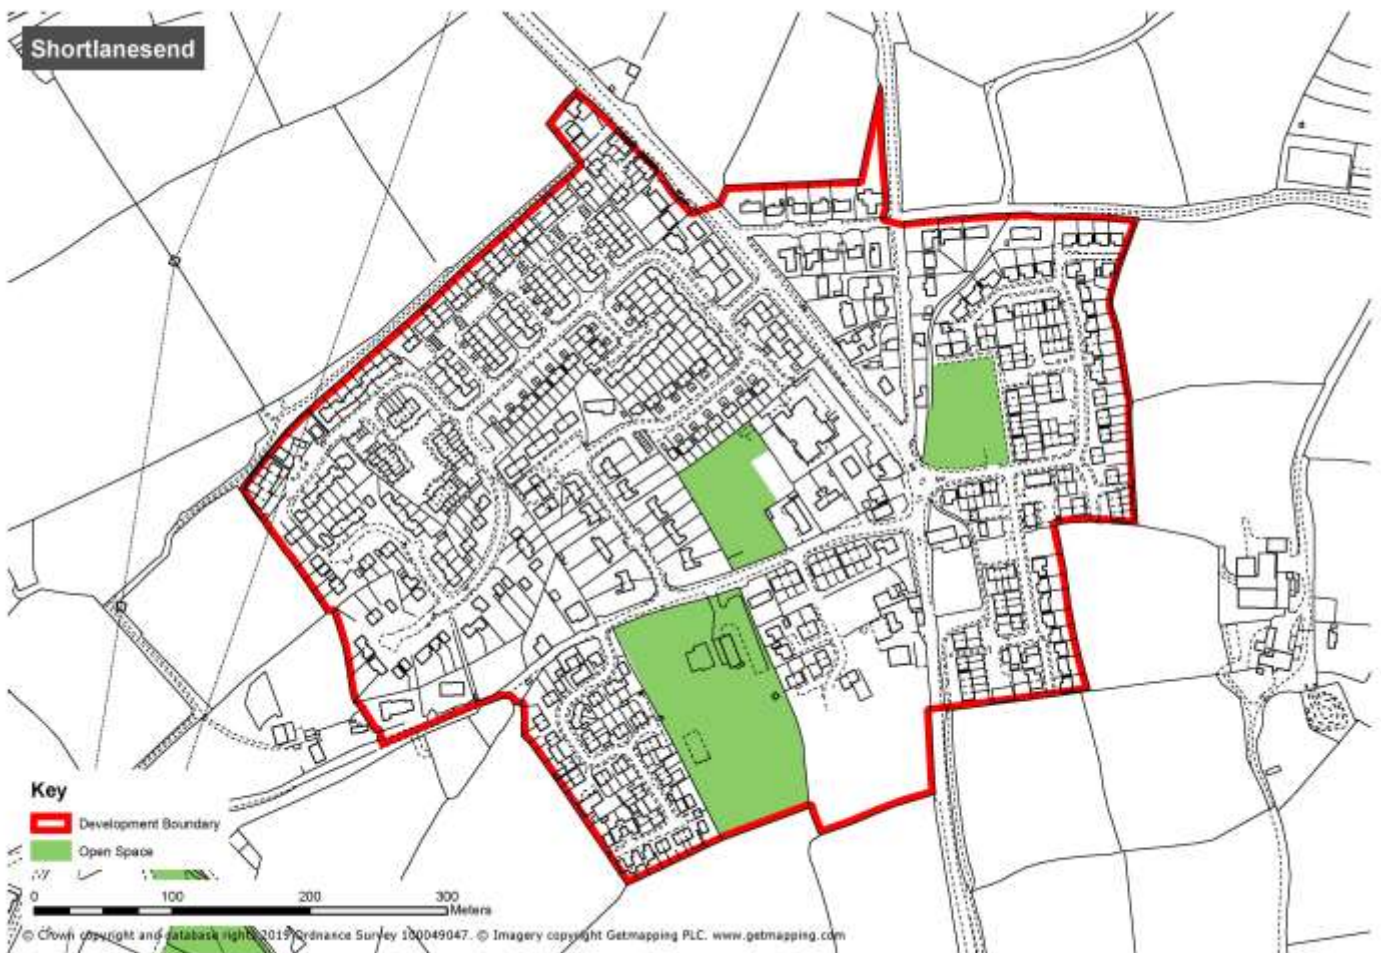 Shortlanesend
Key
Development Boundary
Open Space
0 100 200 300
Meters
© Crown copyright and database rights 2019 Ordnance Survey 100049047. © Imagery copyright Getmapping PLC. www.getmapping.com